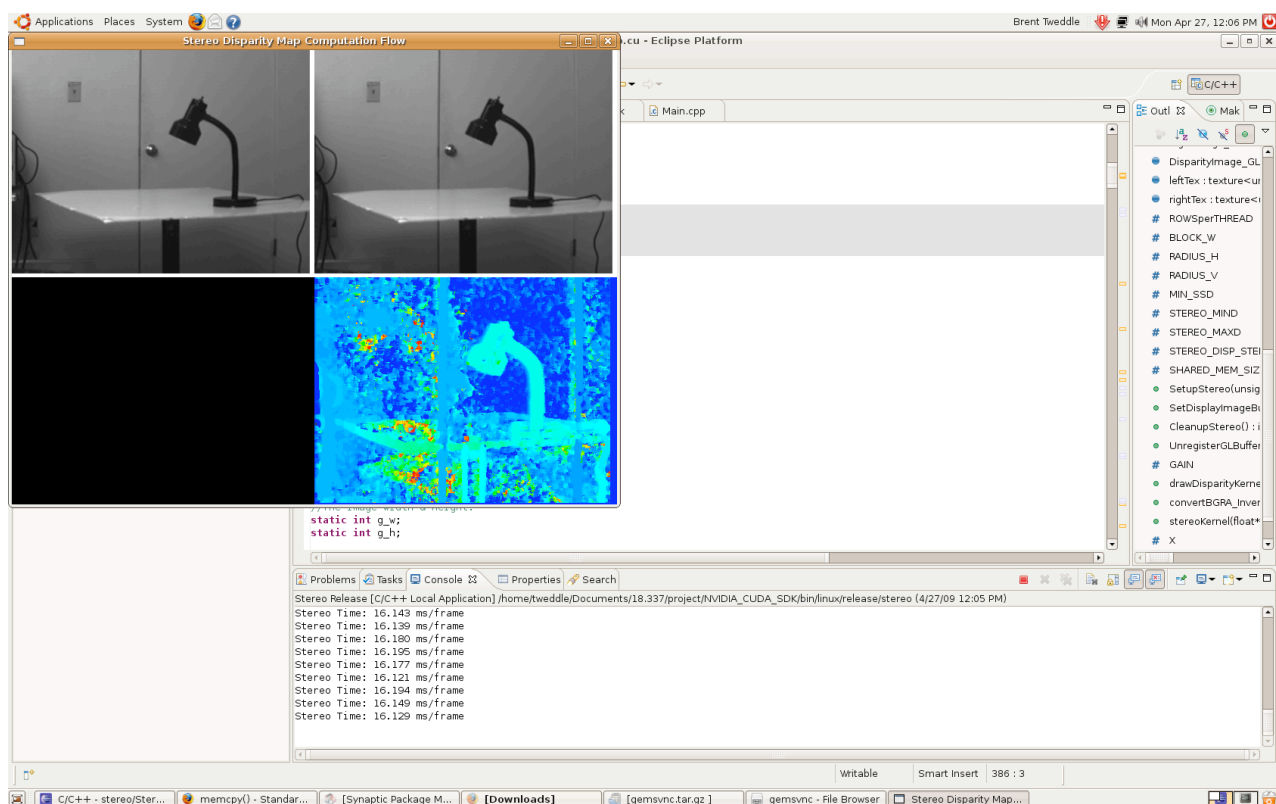 Applications Places System
Brent Tweddle
Mon Apr 27, 12:06 PM
Stereo Disparity Map Computation Flow
.cu - Eclipse Platform
C/C++
Main.cpp
Outl
Mak
DisparityImage_GL
leftTex : texture<u
rightTex : texture<
# ROWSperTHREAD
# BLOCK_W
# RADIUS_H
# RADIUS_V
# MIN_SSD
# STEREO_MIND
# STEREO_MAXD
# STEREO_DISP_STE
# SHARED_MEM_SIZ
SetupStereo(unsig
SetDisplayImageB
CleanupStereo() : i
UnregisterGLBuffer
# GAIN
drawDisparityKerne
convertBGRA_Inver
stereoKernel(float*
# X
static int g_w;
static int g_h;
Problems Tasks Console Properties Search
Stereo Release [C/C++ Local Application] /home/tweddle/Documents/18.337/project/NVIDIA_CUDA_SDK/bin/linux/release/stereo (4/27/09 12:05 PM)
Stereo Time: 16.143 ms/frame
Stereo Time: 16.139 ms/frame
Stereo Time: 16.180 ms/frame
Stereo Time: 16.195 ms/frame
Stereo Time: 16.177 ms/frame
Stereo Time: 16.121 ms/frame
Stereo Time: 16.194 ms/frame
Stereo Time: 16.149 ms/frame
Stereo Time: 16.129 ms/frame
Writable Smart Insert 386 : 3
C/C++ - stereo/Ster... memcpy() - Standar... [Synaptic Package M... [Downloads] [gemsvnc.tar.gz ] gemsvnc - File Browser Stereo Disparity Map...